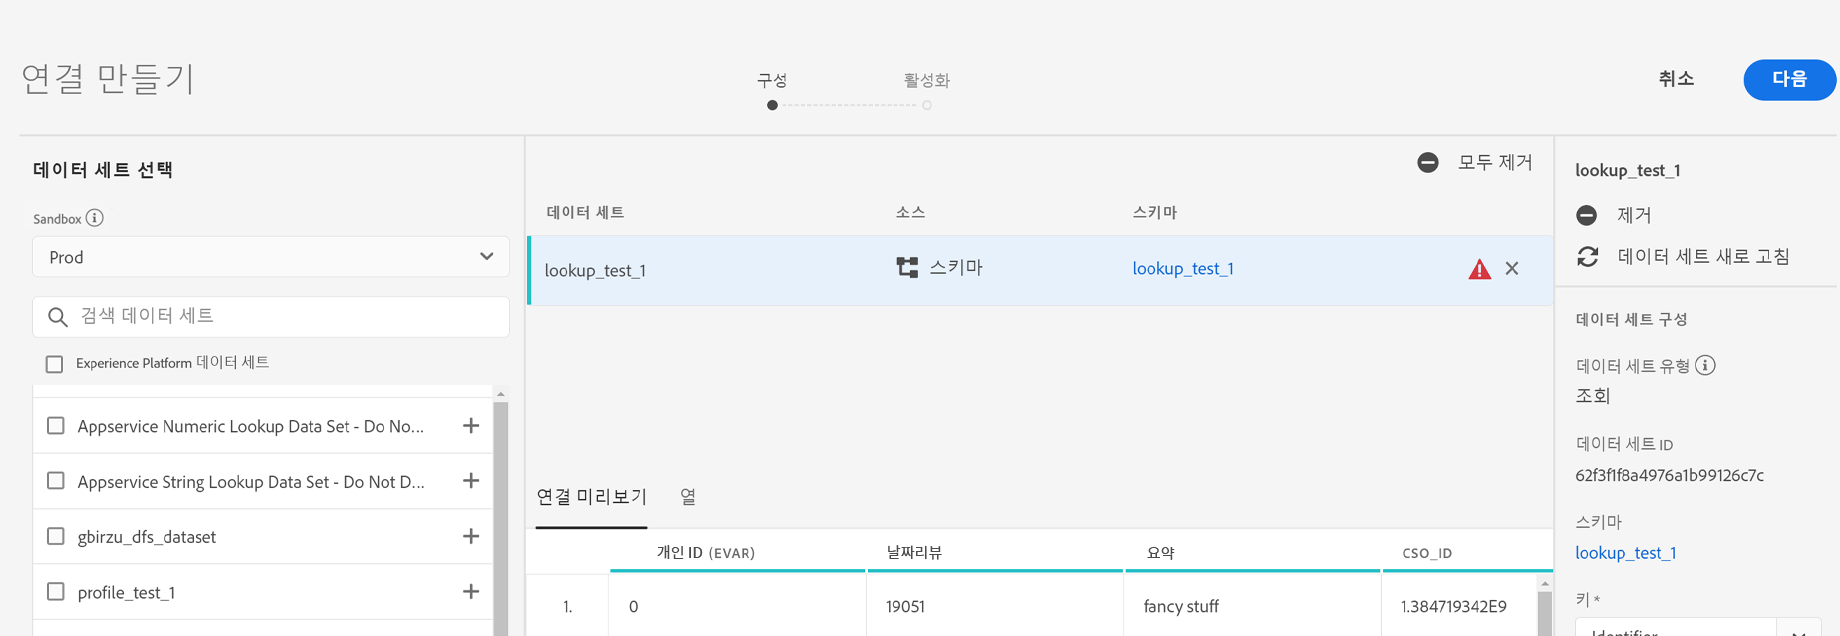 연결 만들기
구성
활성화
취소
다음
데이터 세트 선택
Sandbox
Prod
검색 데이터 세트
Experience Platform 데이터 세트
Appservice Numeric Lookup Data Set - Do No...
Appservice String Lookup Data Set - Do Not D...
gbirzu_dfs_dataset
profile_test_1
모두 제거
데이터 세트
소스
스키마
lookup_test_1
스키마
lookup_test_1
연결 미리보기
열
개인 ID (EVAR)
날짜리뷰
요약
CSO_ID
1.
0
19051
fancy stuff
1.384719342E9
lookup_test_1
제거
데이터 세트 새로 고침
데이터 세트 구성
데이터 세트 유형
조회
데이터 세트 ID
62f3f1f8a4976a1b99126c7c
스키마
lookup_test_1
키 *
Identifier